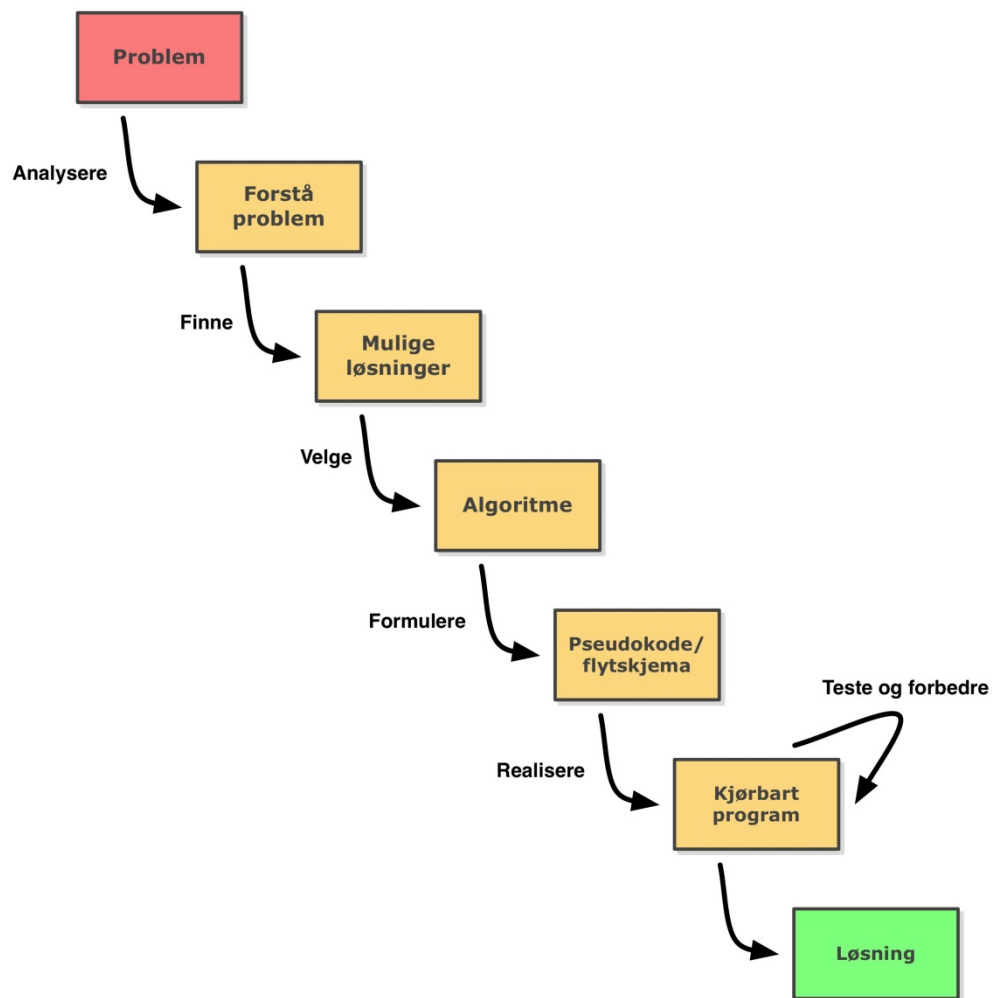 Problem
Analysere
Forstå
problem
Finne
Mulige
løsninger
Velge
Algoritme
Formulere
Pseudokode/
flytskjema
Teste og forbedre
Realisere
Kjørbart
program
Løsning